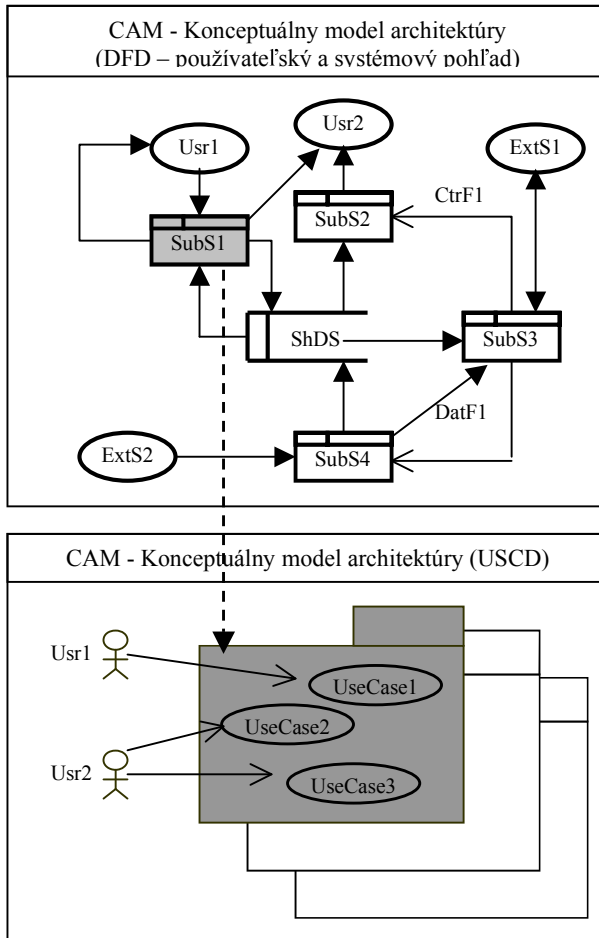 CAM - Konceptuálny model architektúry
(DFD – používateľský a systémový pohľad)
Usr1
Usr2
ExtS1
CtrF1
SubS1
SubS2
ShDS
SubS3
DatF1
ExtS2
SubS4
CAM - Konceptuálny model architektúry (USCD)
Usr1
UseCase1
UseCase2
Usr2
UseCase3